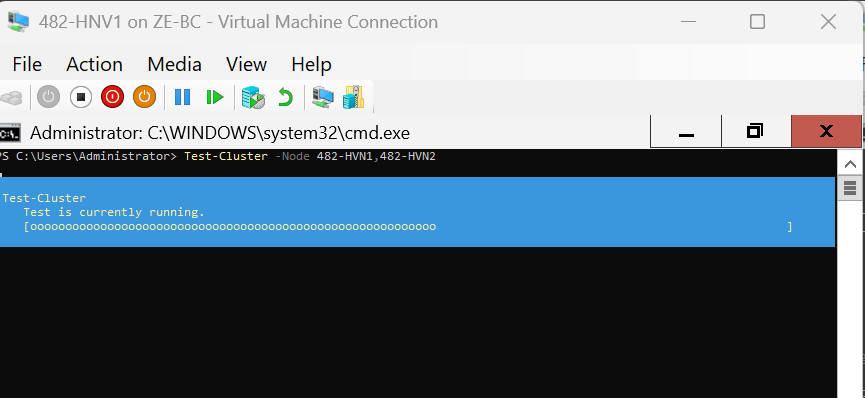 482-HNV1 on ZE-BC - Virtual Machine Connection
File Action Media View Help
Administrator: C:\WINDOWS\system32\cmd.exe
PS C:\Users\Administrator> Test-Cluster -Node 482-HVN1,482-HVN2
Test-Cluster
Test is currently running.
[oooooooooooooooooooooooooooooooooooooooooooooooooooooooooo ]